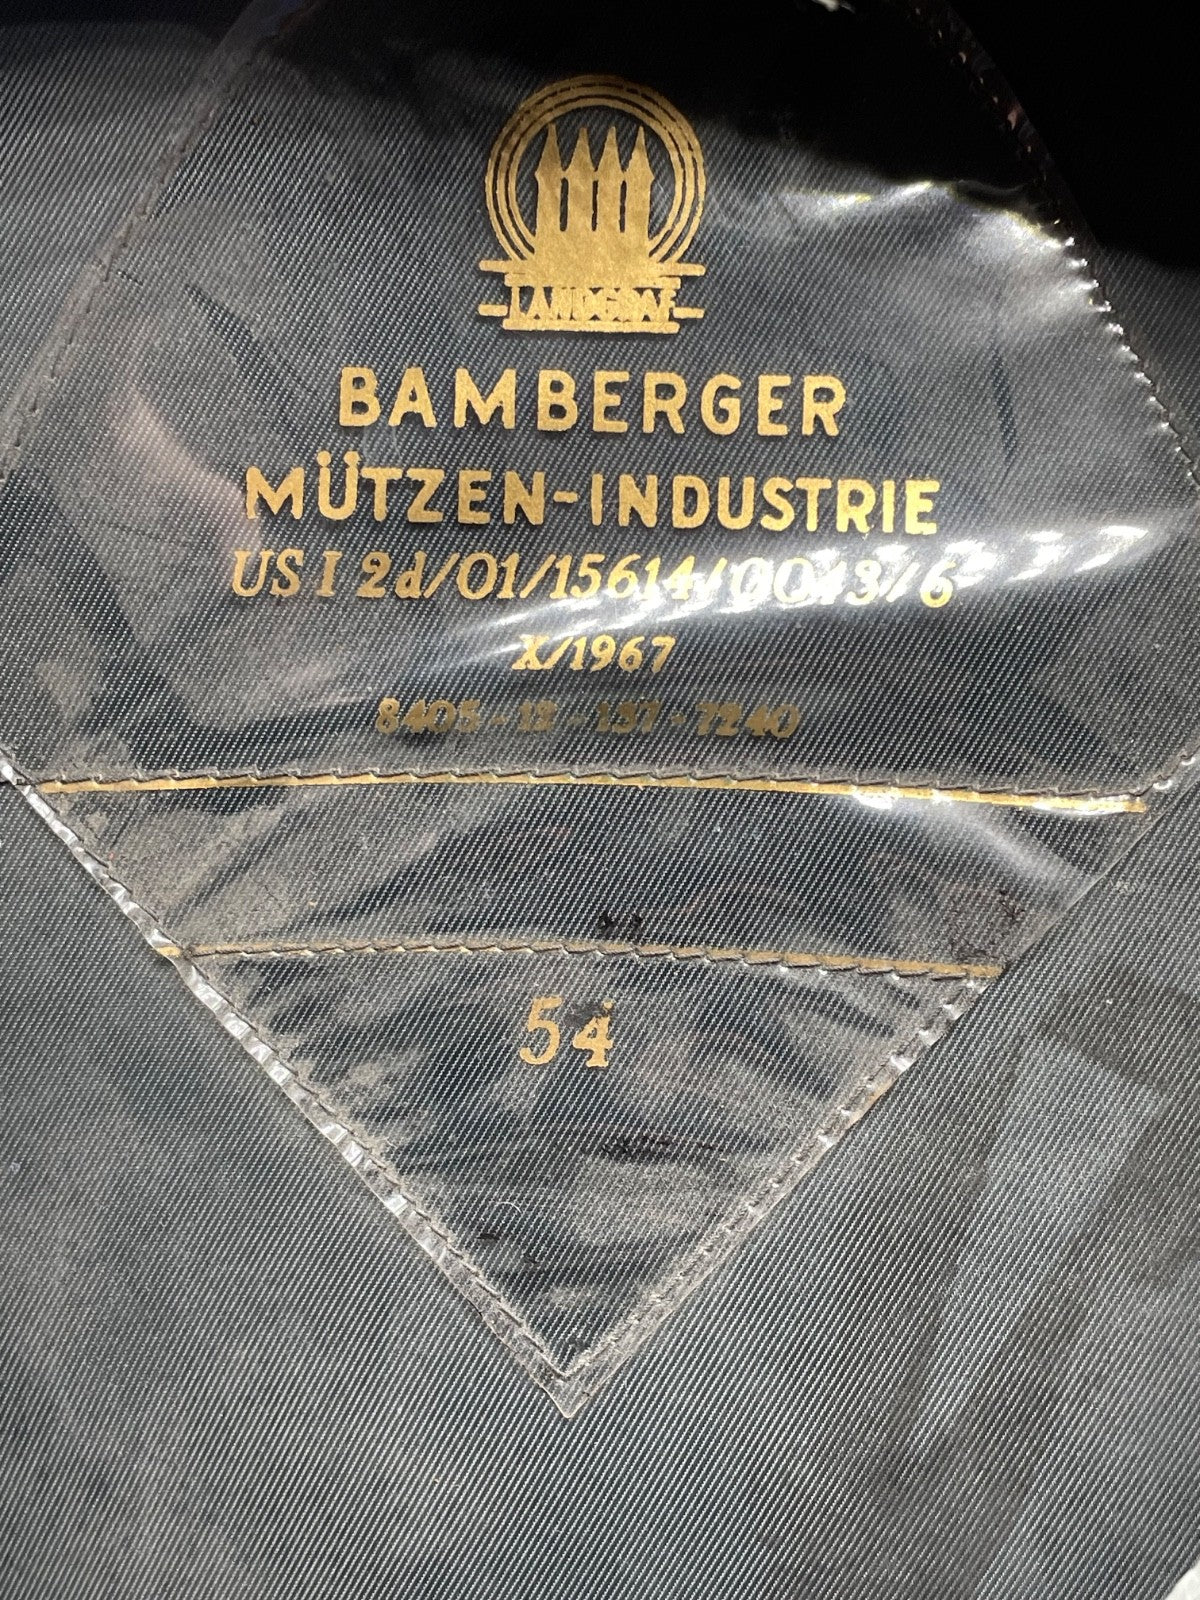 -LANDGRAF-
BAMBERGER
MÜTZEN-INDUSTRIE
US I 2d/01/15614/0043/6
X/1967
8405-12-137-7240
54